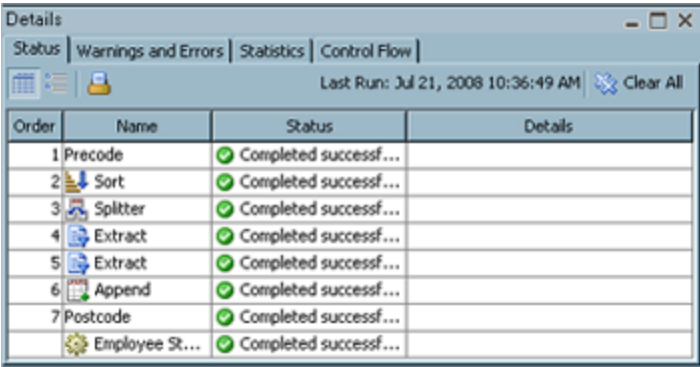 Details
Status Warnings and Errors Statistics Control Flow
Last Run: Jul 21, 2008 10:36:49 AM Clear All
Order Name Status Details
1 Precode Completed successf...
2 Sort Completed successf...
3 Splitter Completed successf...
4 Extract Completed successf...
5 Extract Completed successf...
6 Append Completed successf...
7 Postcode Completed successf...
Employee St... Completed successf...